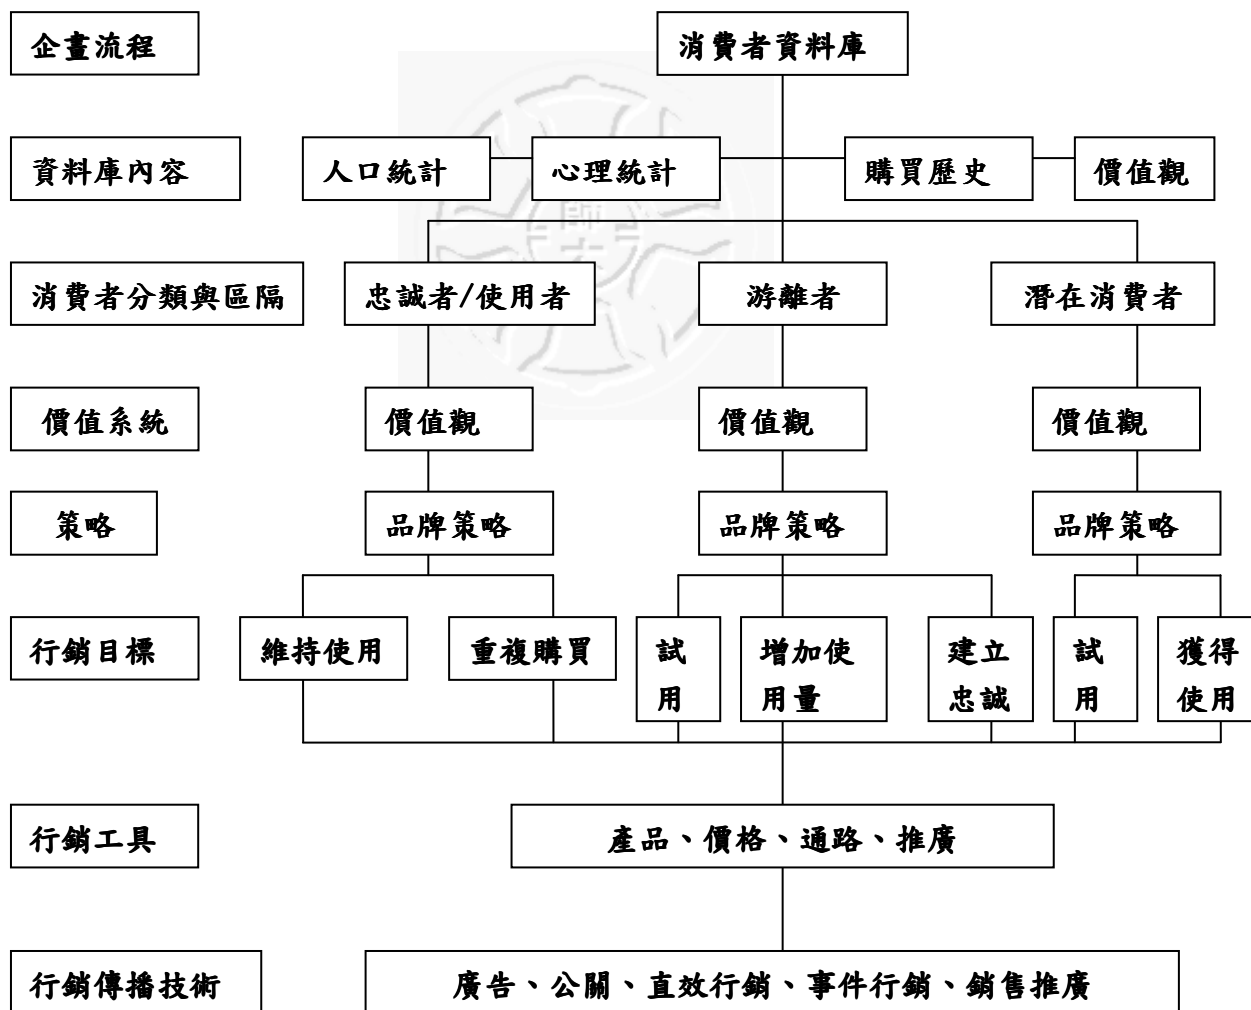 企畫流程
消費者資料庫
資料庫內容
人口統計
心理統計
購買歷史
價值觀
消費者分類與區隔
忠誠者/使用者
游離者
潛在消費者
價值系統
價值觀
價值觀
價值觀
策略
品牌策略
品牌策略
品牌策略
行銷目標
維持使用
重複購買
試
用
增加使
用量
建立
忠誠
試
用
獲得
使用
行銷工具
產品、價格、通路、推廣
行銷傳播技術
廣告、公關、直效行銷、事件行銷、銷售推廣